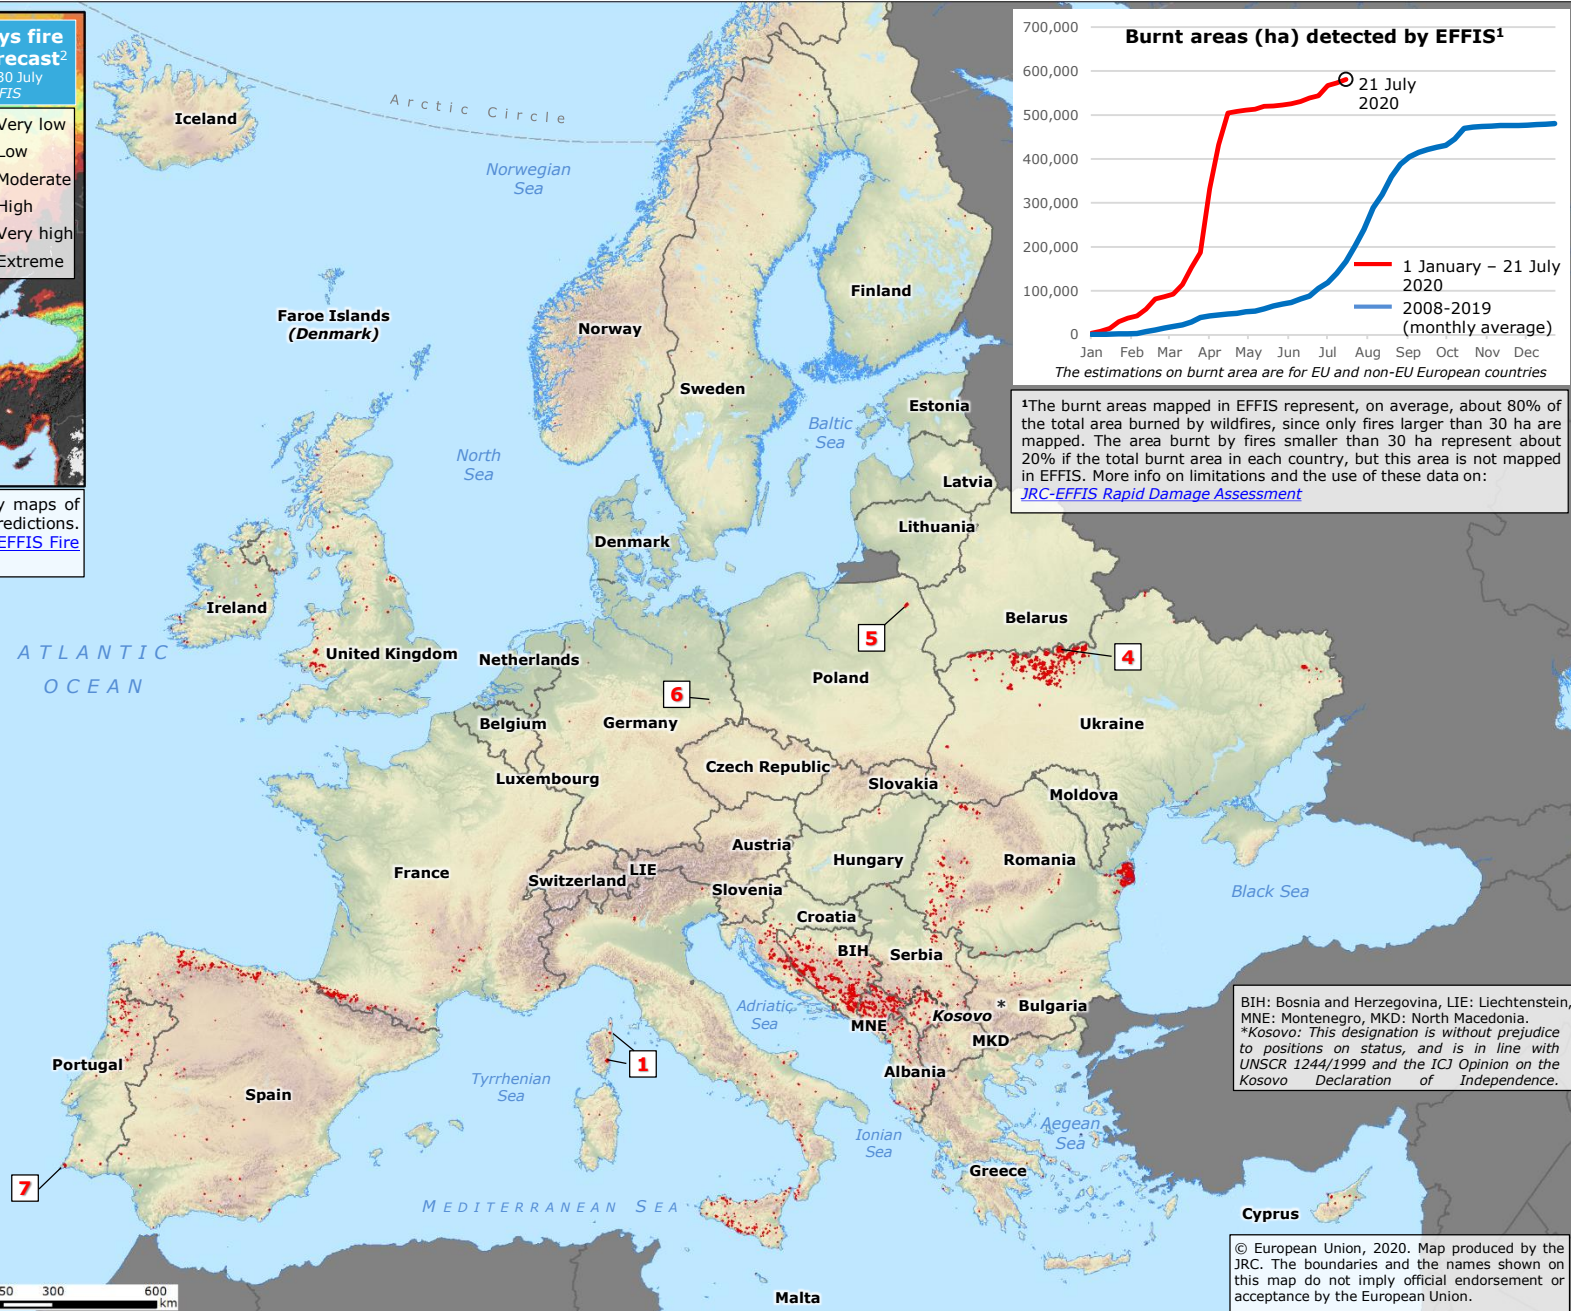 ys fire
recast²
30 July
FFIS
Very low
Low
Moderate
High
Very high
Extreme
y maps of
redictions.
EFFIS Fire
Burnt areas (ha) detected by EFFIS¹
700,000
600,000
500,000
400,000
300,000
200,000
100,000
0
21 July
2020
1 January – 21 July
2020
2008-2019
(monthly average)
Jan Feb Mar Apr May Jun Jul Aug Sep Oct Nov Dec
The estimations on burnt area are for EU and non-EU European countries
¹The burnt areas mapped in EFFIS represent, on average, about 80% of
the total area burned by wildfires, since only fires larger than 30 ha are
mapped. The area burnt by fires smaller than 30 ha represent about
20% if the total burnt area in each country, but this area is not mapped
in EFFIS. More info on limitations and the use of these data on:
JRC-EFFIS Rapid Damage Assessment
Iceland
Arctic Circle
Norwegian
Sea
Faroe Islands
(Denmark)
Norway
Finland
Sweden
Estonia
Baltic
Sea
North
Sea
Latvia
Lithuania
Denmark
Ireland
Belarus
5
4
ATLANTIC
OCEAN
United Kingdom
Netherlands
Poland
6
Belgium
Germany
Ukraine
Luxembourg
Czech Republic
Slovakia
Moldova
Austria
Hungary
Romania
France
Switzerland
LIE
Slovenia
Black Sea
Croatia
BIH
Serbia
Adriatic
Sea
Kosovo
*
Bulgaria
MNE
MKD
Portugal
1
Albania
Spain
Tyrrhenian
Sea
Ionian
Sea
Aegean
Sea
Greece
7
MEDITERRANEAN SEA
Cyprus
Malta
BIH: Bosnia and Herzegovina, LIE: Liechtenstein,
MNE: Montenegro, MKD: North Macedonia.
*Kosovo: This designation is without prejudice
to positions on status, and is in line with
UNSCR 1244/1999 and the ICJ Opinion on the
Kosovo Declaration of Independence.
© European Union, 2020. Map produced by the
JRC. The boundaries and the names shown on
this map do not imply official endorsement or
acceptance by the European Union.
50 300 600
km